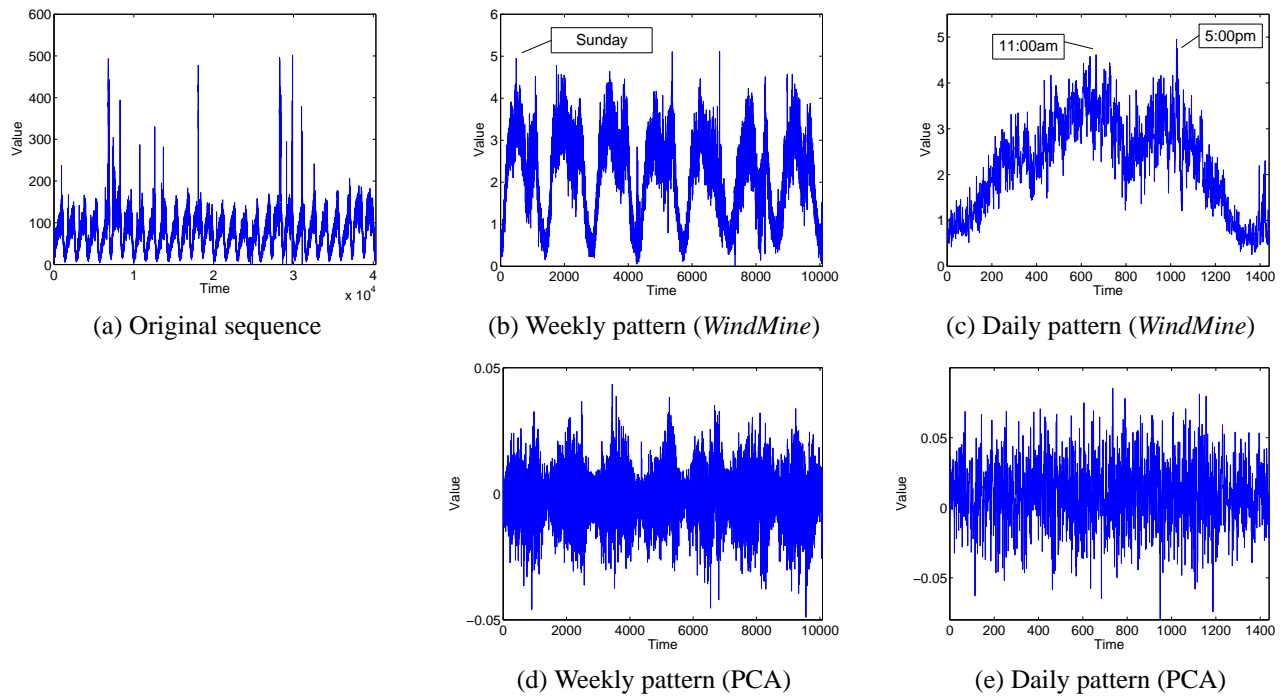 600
500
400
300
200
100
0
Value
0 1 2 3 4
x 10^4
Time
(a) Original sequence
6
5
4
3
2
1
0
Value
Sunday
0 2000 4000 6000 8000 10000
Time
(b) Weekly pattern (WindMine)
5
4
3
2
1
0
Value
11:00am
5:00pm
0 200 400 600 800 1000 1200 1400
Time
(c) Daily pattern (WindMine)
0.05
0
−0.05
Value
0 2000 4000 6000 8000 10000
Time
(d) Weekly pattern (PCA)
0.05
0
−0.05
Value
0 200 400 600 800 1000 1200 1400
Time
(e) Daily pattern (PCA)